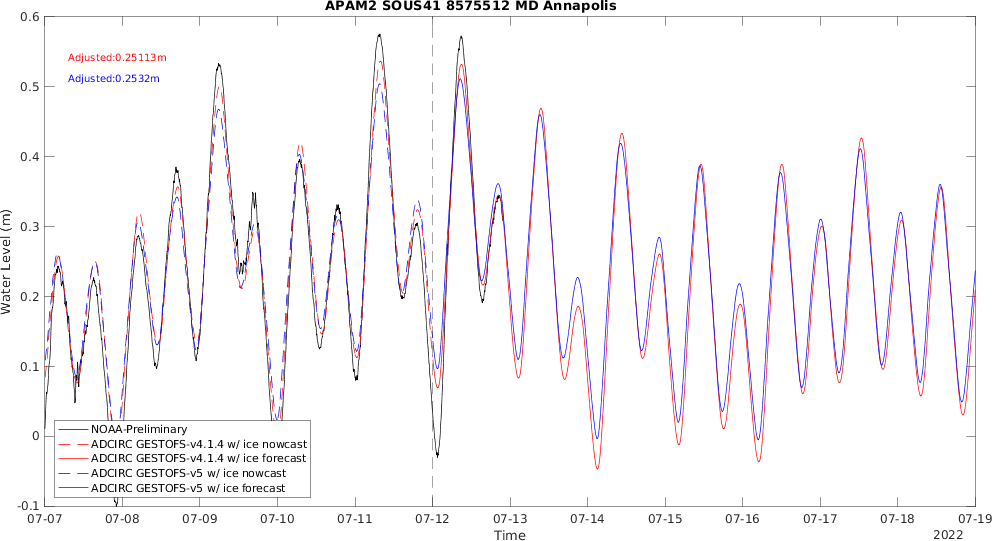 APAM2 SOUS41 8575512 MD Annapolis
Adjusted:0.25113m
Adjusted:0.2532m
Water Level (m)
0.6
0.5
0.4
0.3
0.2
0.1
0
-0.1
NOAA-Preliminary
ADCIRC GESTOFS-v4.1.4 w/ ice nowcast
ADCIRC GESTOFS-v4.1.4 w/ ice forecast
ADCIRC GESTOFS-v5 w/ ice nowcast
ADCIRC GESTOFS-v5 w/ ice forecast
07-07 07-08 07-09 07-10 07-11 07-12 07-13 07-14 07-15 07-16 07-17 07-18 07-19
Time
2022